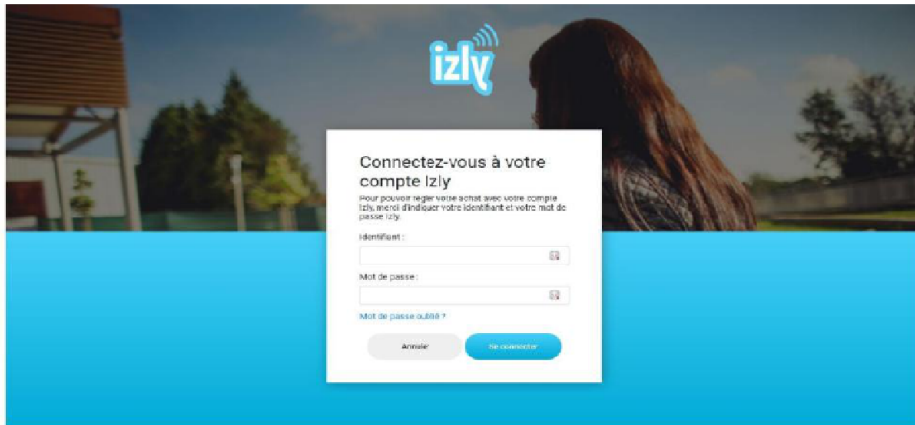 izly
Connectez-vous à votre
compte Izly
Pour pouvoir régler votre achat avec votre compte
Izly, merci d'indiquer votre identifiant et votre mot de
passe Izly.
Identifiant :
Mot de passe :
Mot de passe oublié ?
Annuler
Se connecter